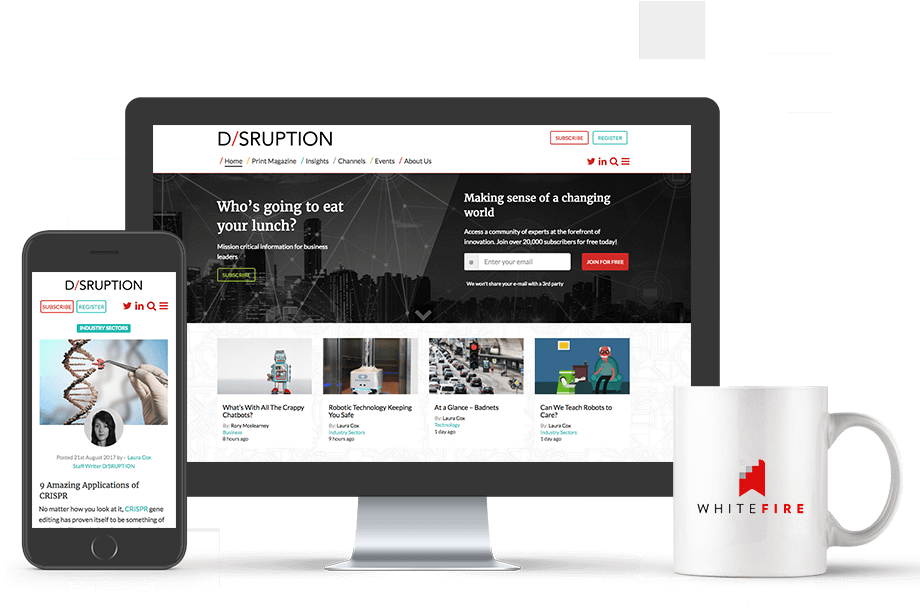 D/SRUPTION
SUBSCRIBE
REGISTER
/ Home / Print Magazine / Insights / Channels / Events / About Us
Who's going to eat
your lunch?
Mission critical information for business
leaders
SUBSCRIBE
Making sense of a changing
world
Access a community of experts at the forefront of
innovation. Join over 20,000 subscribers for free today!
Enter your email
JOIN FOR FREE
We won't share your e-mail with a 3rd party
What's With All The Crappy
Chatbots?
By: Rory Mcelearney
Business
8 hours ago
Robotic Technology Keeping
You Safe
By: Laura Cox
Industry Sectors
9 hours ago
At a Glance – Badnets
By: Laura Cox
Technology
1 day ago
Can We Teach Robots to
Care?
By: Laura Cox
Industry Sectors
1 day ago
D/SRUPTION
SUBSCRIBE
REGISTER
INDUSTRY SECTORS
Posted 21st August 2017 by - Laura Cox
Staff Writer D/SRUPTION
9 Amazing Applications of
CRISPR
No matter how you look at it, CRISPR gene
editing has proven itself to be something of
WHITEFIRE